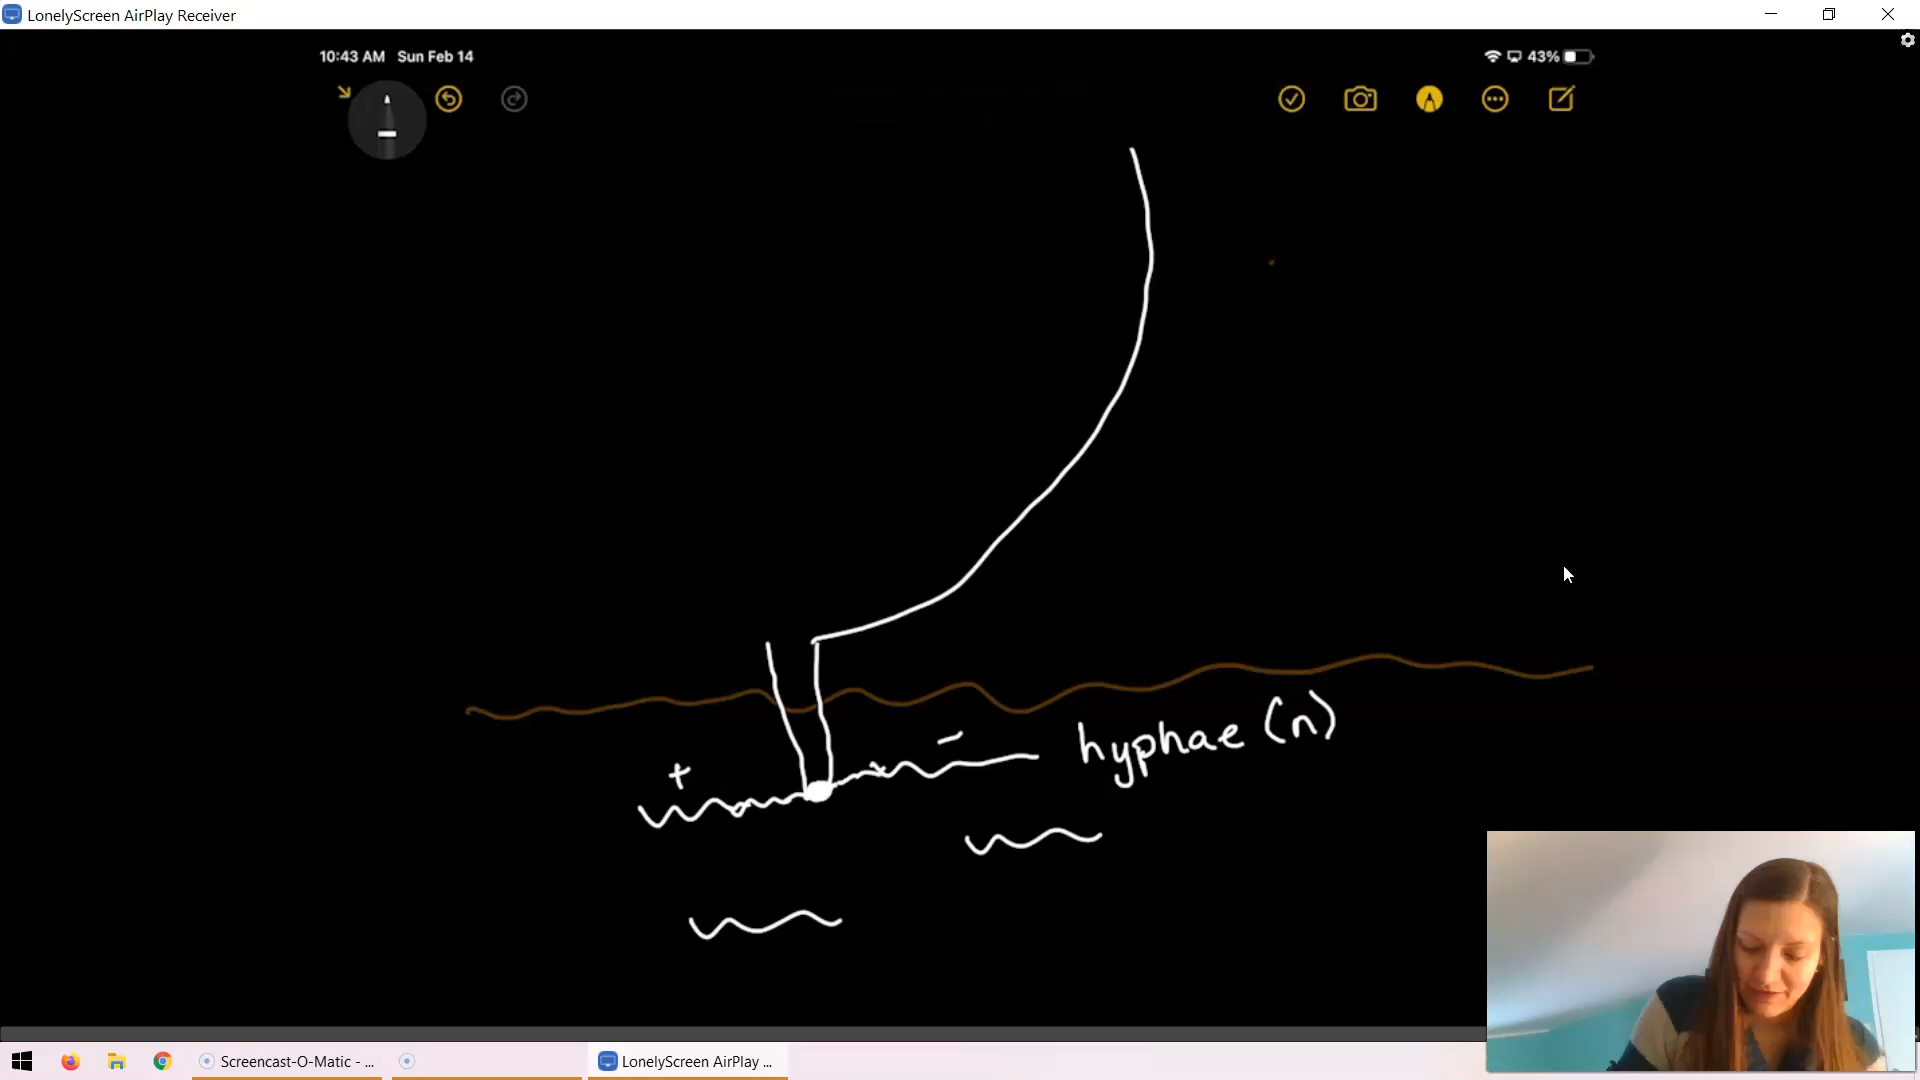 LonelyScreen AirPlay Receiver
10:43 AM Sun Feb 14
43%
+
-
hyphae (n)
Screencast-O-Matic - ...
LonelyScreen AirPlay ...